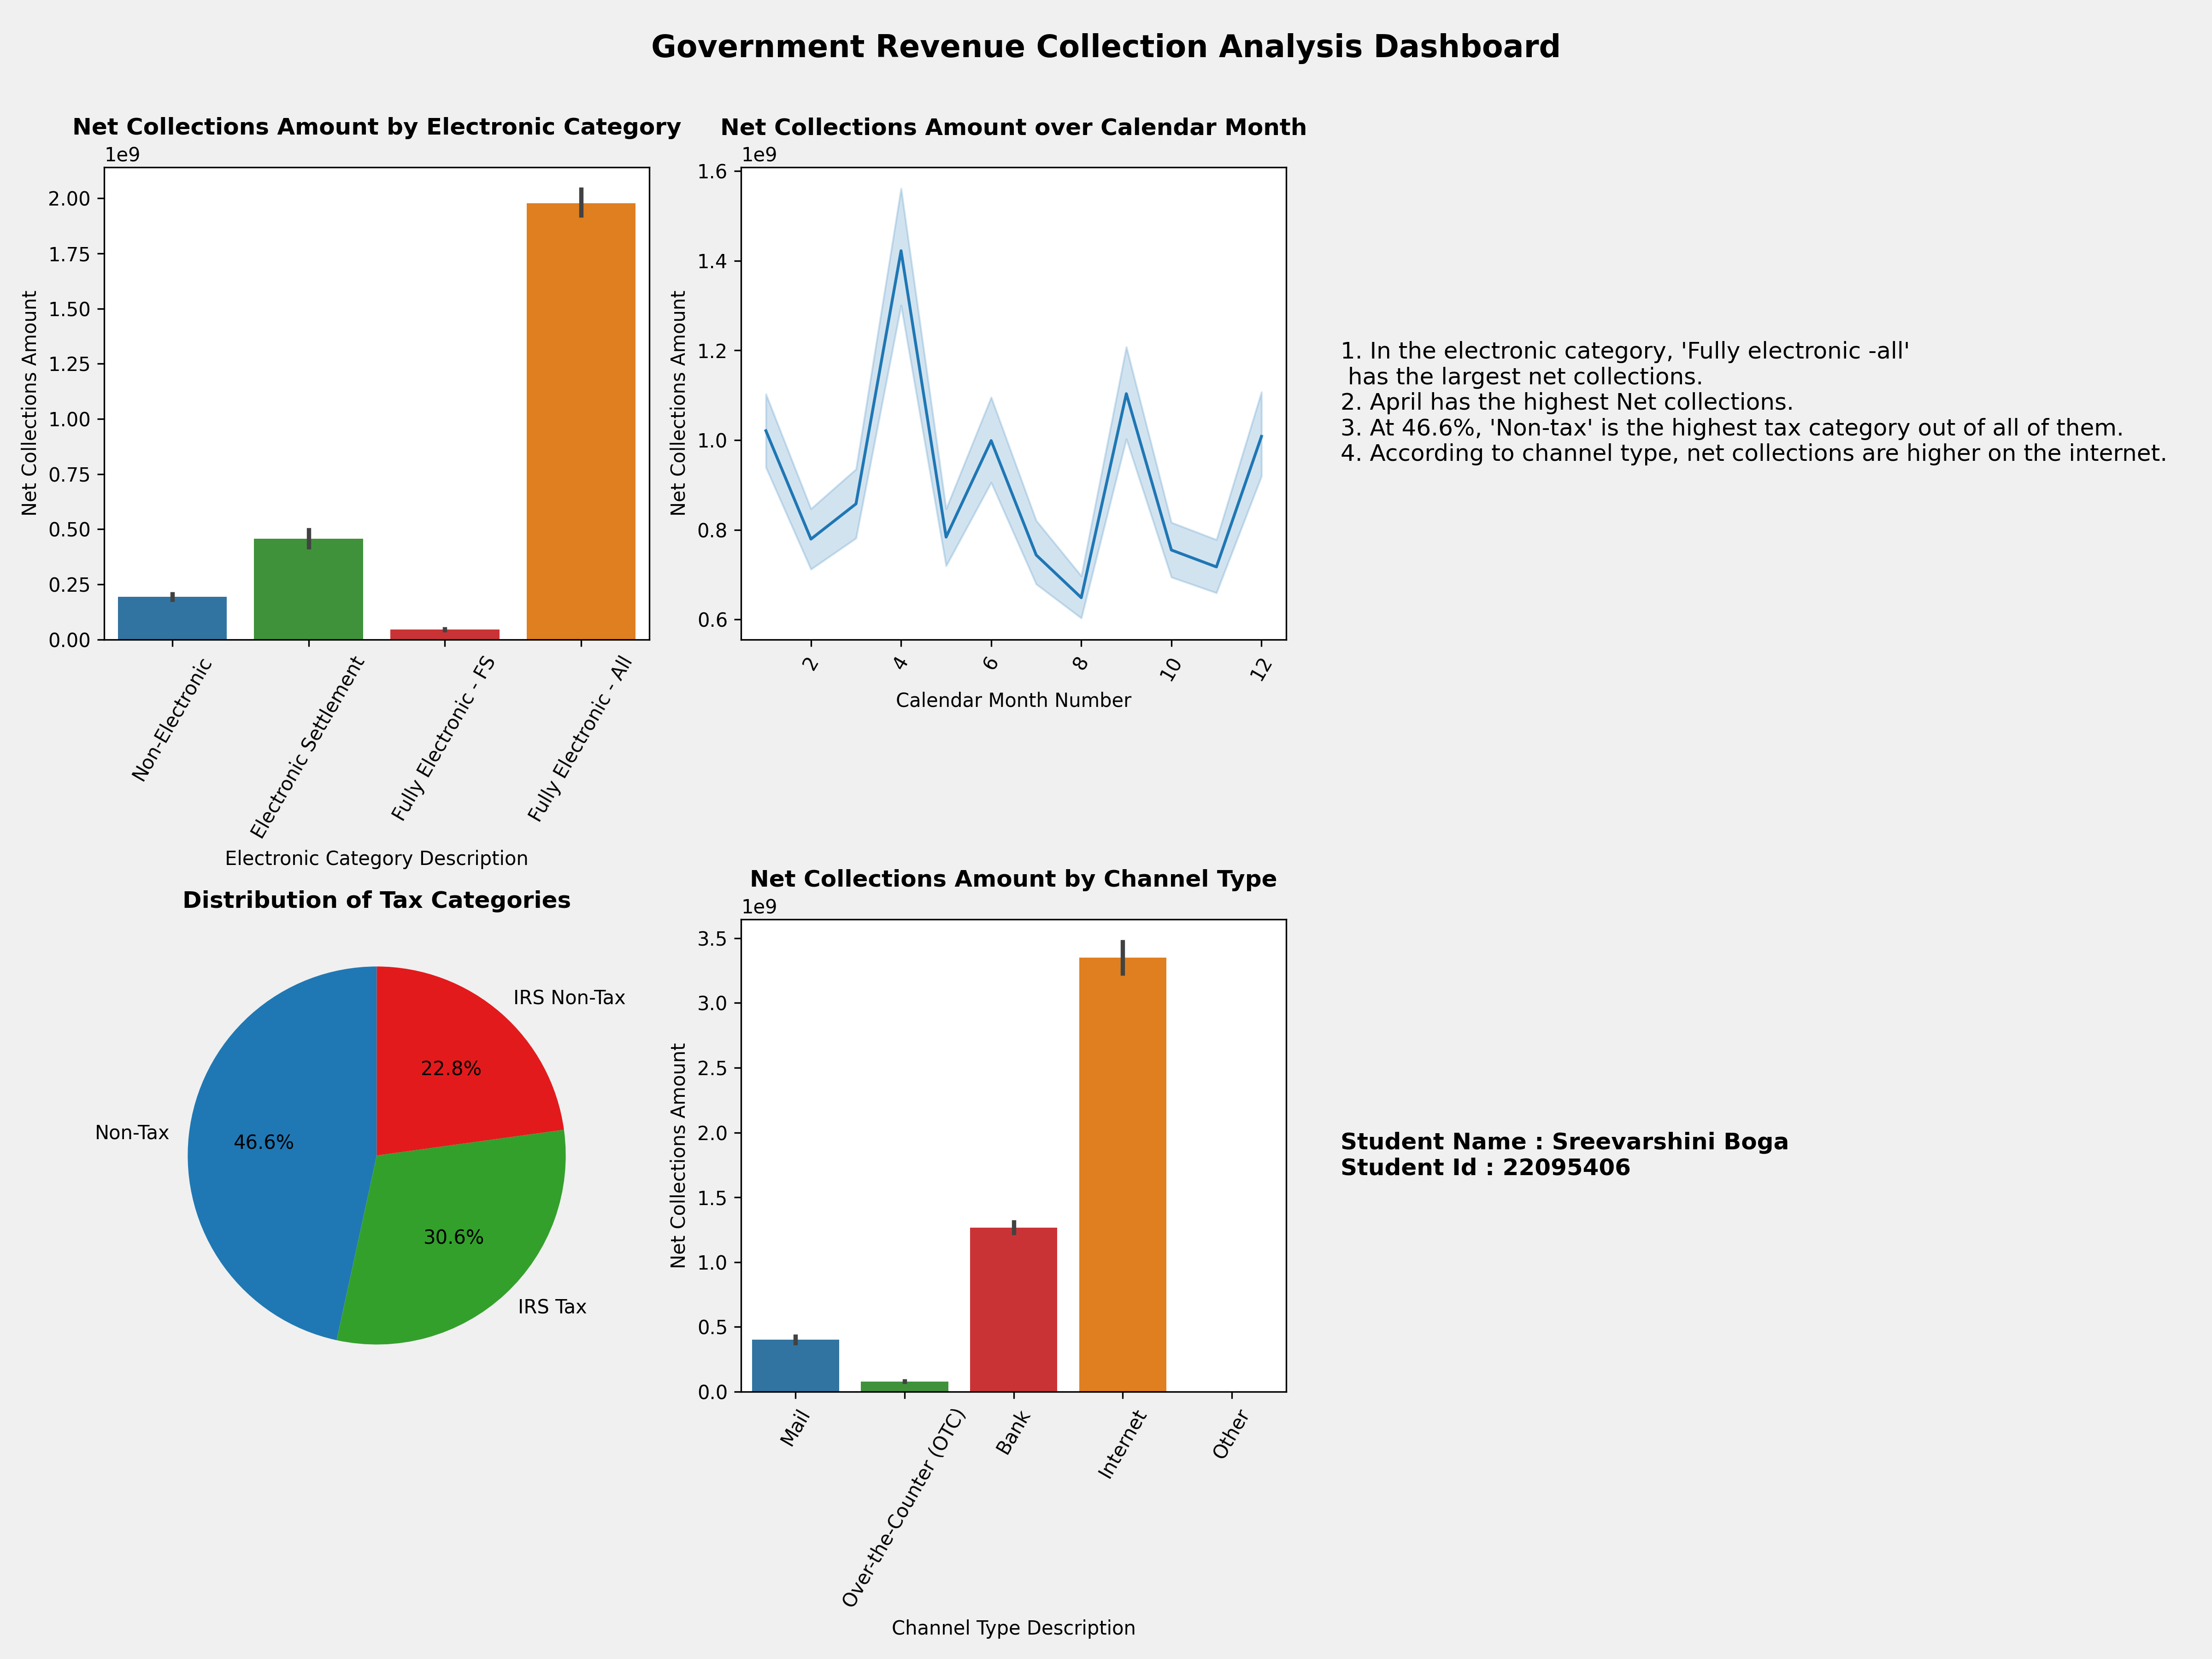 Government Revenue Collection Analysis Dashboard
Net Collections Amount by Electronic Category
1e9
2.00
1.75
1.50
1.25
1.00
0.75
0.50
0.25
0.00
Net Collections Amount
Non-Electronic
Electronic Settlement
Fully Electronic - FS
Fully Electronic - All
Electronic Category Description
Net Collections Amount over Calendar Month
1e9
1.6
1.4
1.2
1.0
0.8
0.6
Net Collections Amount
2
4
6
8
10
12
Calendar Month Number
1. In the electronic category, 'Fully electronic -all'
has the largest net collections.
2. April has the highest Net collections.
3. At 46.6%, 'Non-tax' is the highest tax category out of all of them.
4. According to channel type, net collections are higher on the internet.
Distribution of Tax Categories
IRS Non-Tax
22.8%
Non-Tax
46.6%
30.6%
IRS Tax
Net Collections Amount by Channel Type
1e9
3.5
3.0
2.5
2.0
1.5
1.0
0.5
0.0
Net Collections Amount
Mail
Over-the-Counter (OTC)
Bank
Internet
Other
Channel Type Description
Student Name : Sreevarshini Boga
Student Id : 22095406